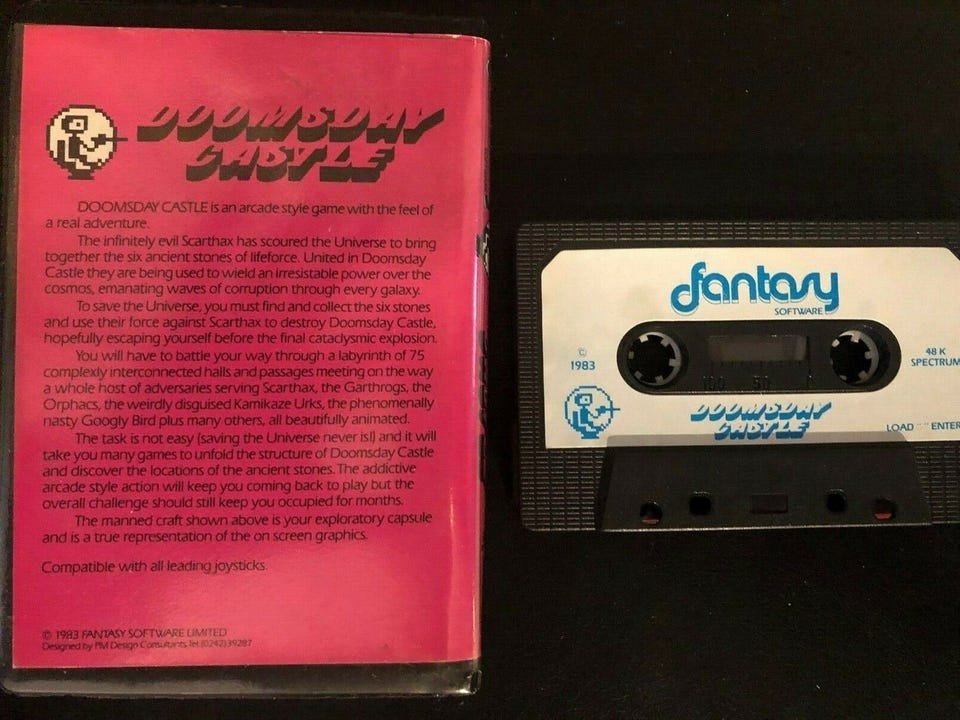 DOOMSDAY
CASTLE
DOOMSDAY CASTLE is an arcade style game with the feel of
a real adventure.
The infinitely evil Scarthax has scoured the Universe to bring
together the six ancient stones of lifeforce. United in Doomsday
Castle they are being used to wield an irresistable power over the
cosmos, emanating waves of corruption through every galaxy.
To save the Universe, you must find and collect the six stones
and use their force against Scarthax to destroy Doomsday Castle,
hopefully escaping yourself before the final cataclysmic explosion.
You will have to battle your way through a labyrinth of 75
complexly interconnected halls and passages meeting on the way
a whole host of adversaries serving Scarthax, the Garthrogs, the
Orphacs, the weirdly disguised Kamikaze Urks, the phenomenally
nasty Googly Bird plus many others, all beautifully animated.
The task is not easy (saving the Universe never is!) and it will
take you many games to unfold the structure of Doomsday Castle
and discover the locations of the ancient stones. The addictive
arcade style action will keep you coming back to play but the
overall challenge should still keep you occupied for months.
The manned craft shown above is your exploratory capsule
and is a true representation of the on screen graphics.
Compatible with all leading joysticks.
© 1983 FANTASY SOFTWARE LIMITED
Designed by PM Design Consultants Tel. (0242) 39287
fantasy
SOFTWARE
©
1983
48 K
SPECTRUM
100 50
DOOMSDAY
CASTLE
LOAD "" ENTER